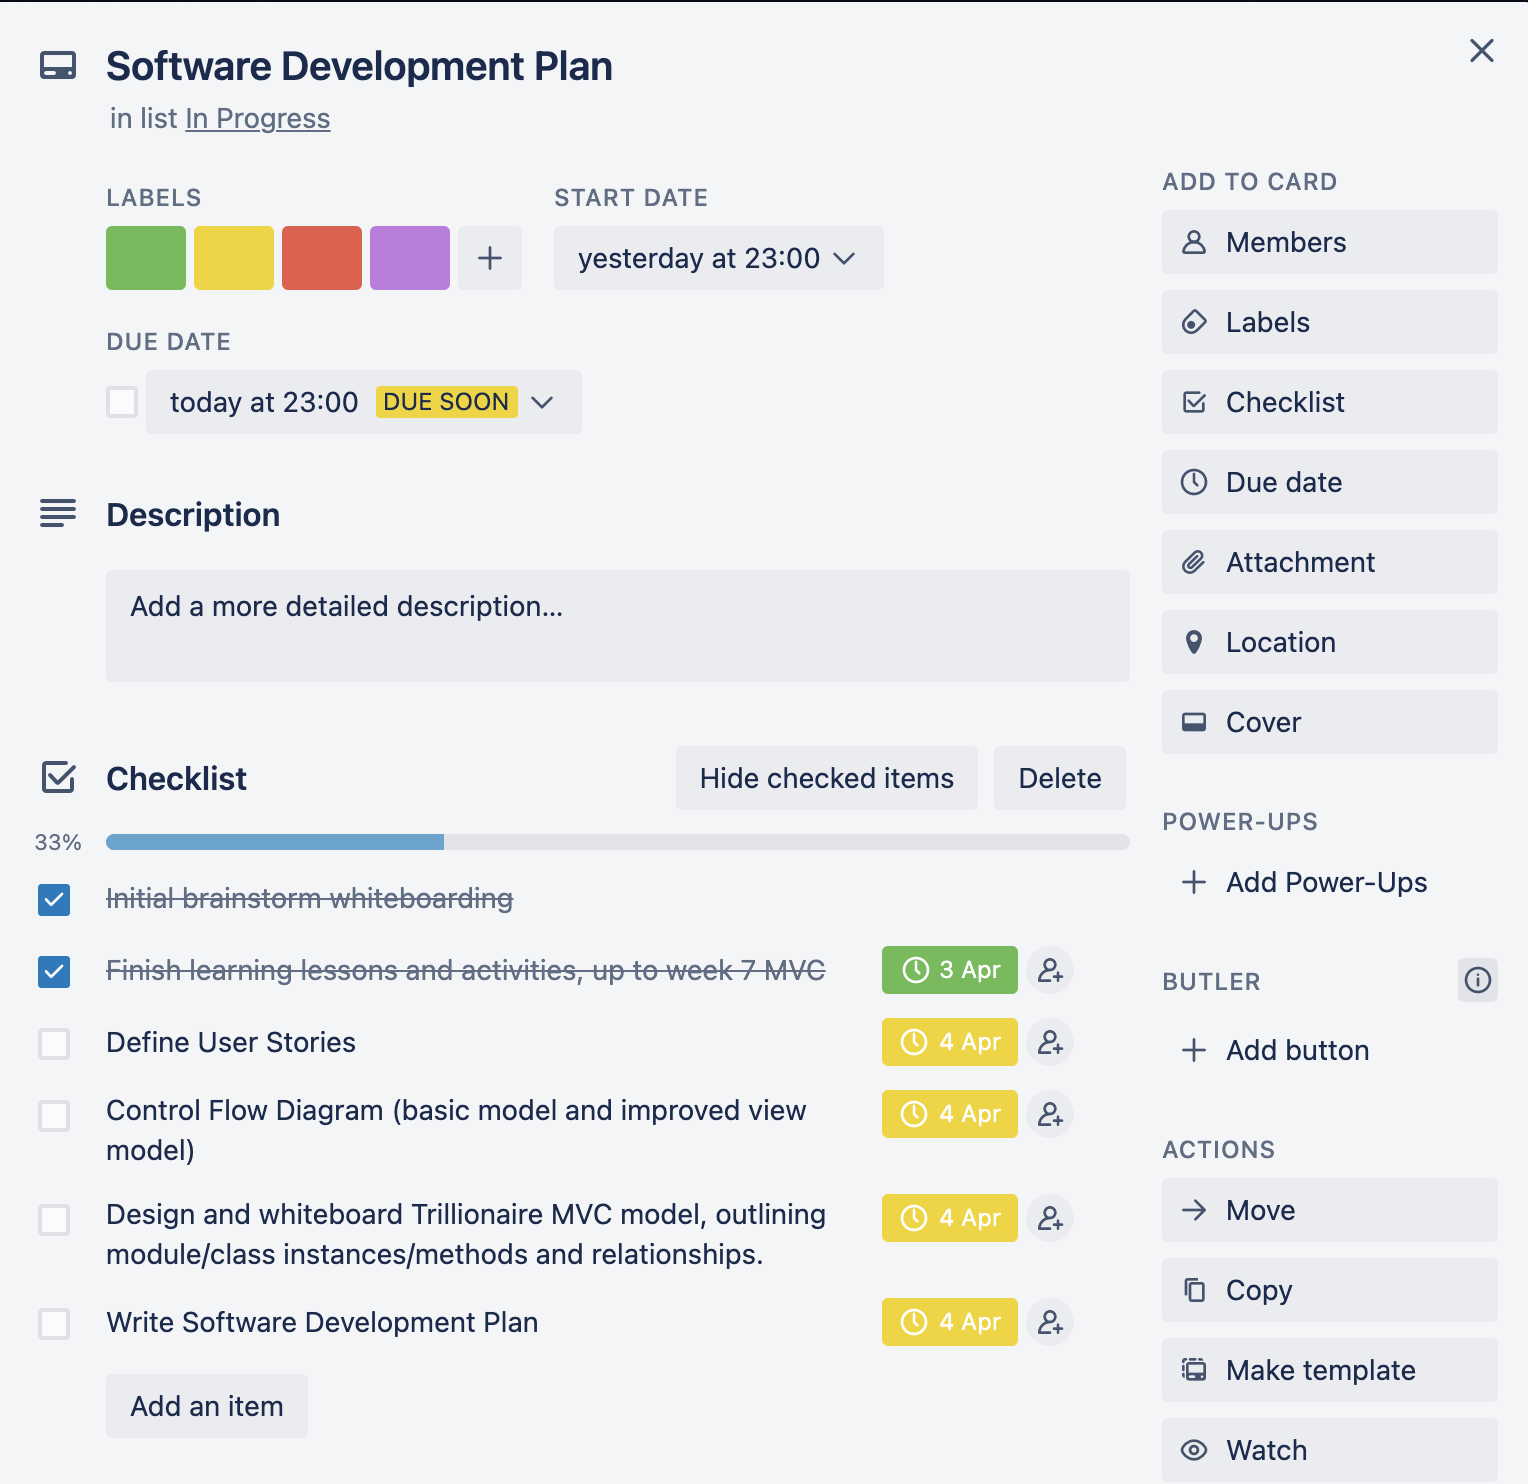 Software Development Plan
in list In Progress
LABELS
START DATE
yesterday at 23:00
DUE DATE
today at 23:00 DUE SOON
Description
Add a more detailed description...
Checklist
Hide checked items
Delete
33%
Initial brainstorm whiteboarding
Finish learning lessons and activities, up to week 7 MVC
3 Apr
Define User Stories
4 Apr
Control Flow Diagram (basic model and improved view
model)
4 Apr
Design and whiteboard Trillionaire MVC model, outlining
module/class instances/methods and relationships.
4 Apr
Write Software Development Plan
4 Apr
Add an item
ADD TO CARD
Members
Labels
Checklist
Due date
Attachment
Location
Cover
POWER-UPS
Add Power-Ups
BUTLER
Add button
ACTIONS
Move
Copy
Make template
Watch